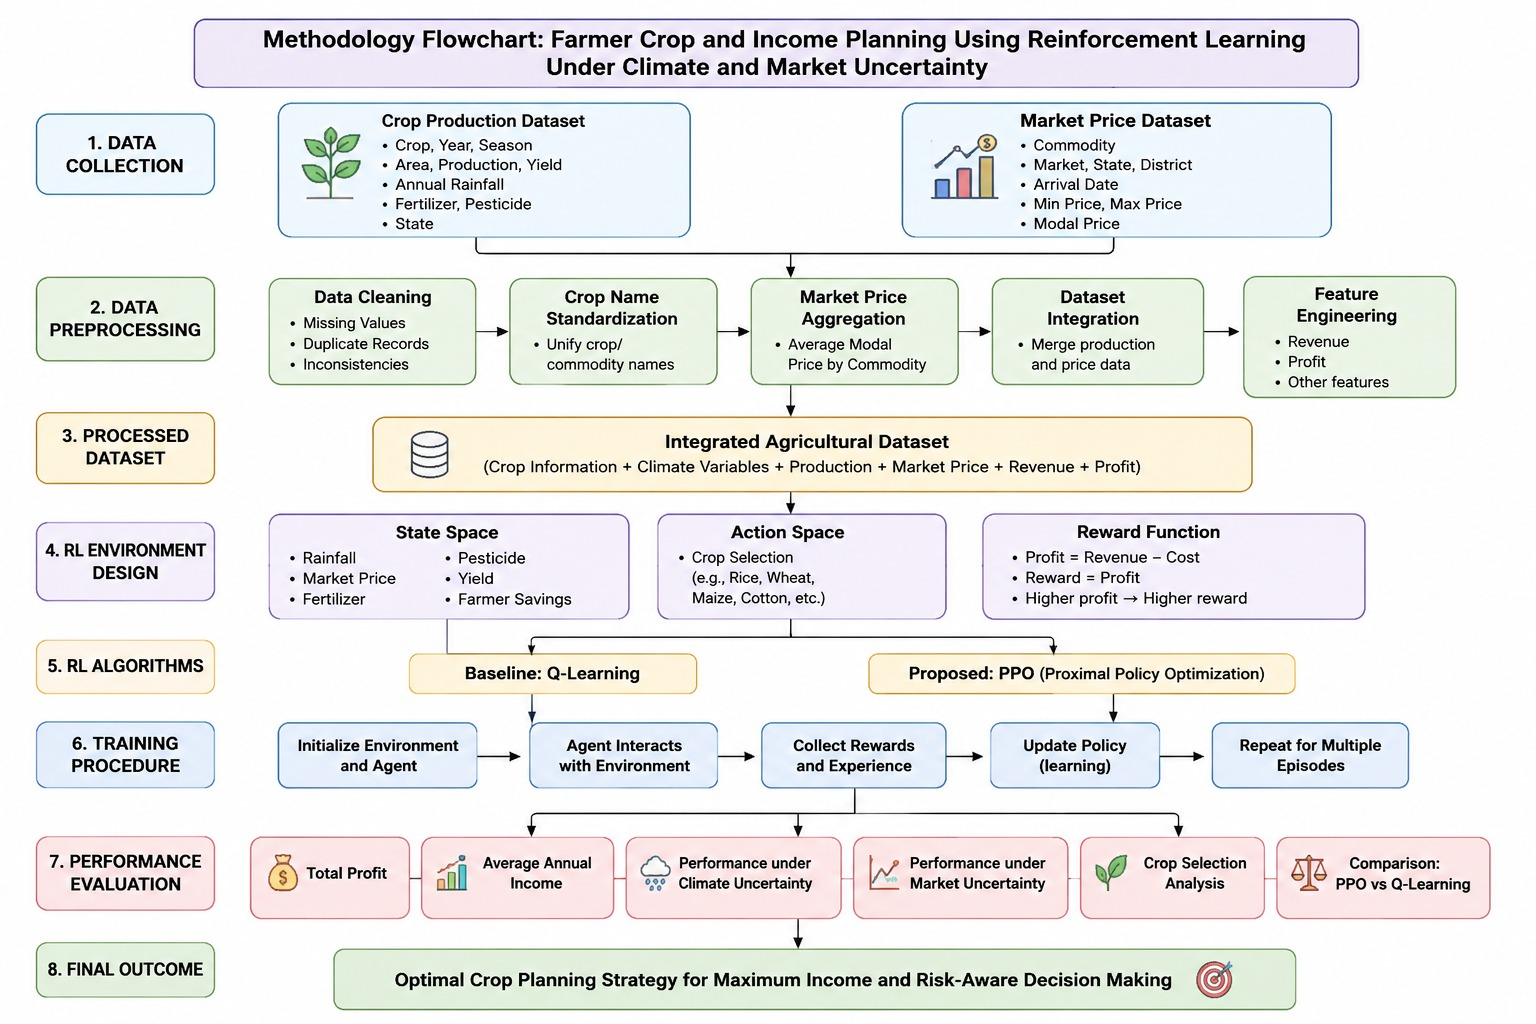 Methodology Flowchart: Farmer Crop and Income Planning Using Reinforcement Learning
Under Climate and Market Uncertainty
1. DATA
COLLECTION
Crop Production Dataset
• Crop, Year, Season
• Area, Production, Yield
• Annual Rainfall
• Fertilizer, Pesticide
• State
$
Market Price Dataset
• Commodity
• Market, State, District
• Arrival Date
• Min Price, Max Price
• Modal Price
2. DATA
PREPROCESSING
Data Cleaning
• Missing Values
• Duplicate Records
• Inconsistencies
Crop Name
Standardization
• Unify crop/
commodity names
Market Price
Aggregation
• Average Modal
Price by Commodity
Dataset
Integration
• Merge production
and price data
Feature
Engineering
• Revenue
• Profit
• Other features
3. PROCESSED
DATASET
Integrated Agricultural Dataset
(Crop Information + Climate Variables + Production + Market Price + Revenue + Profit)
4. RL ENVIRONMENT
DESIGN
State Space
• Rainfall
• Market Price
• Fertilizer
• Pesticide
• Yield
• Farmer Savings
Action Space
• Crop Selection
(e.g., Rice, Wheat,
Maize, Cotton, etc.)
Reward Function
• Profit = Revenue − Cost
• Reward = Profit
• Higher profit → Higher reward
5. RL ALGORITHMS
Baseline: Q-Learning
Proposed: PPO (Proximal Policy Optimization)
6. TRAINING
PROCEDURE
Initialize Environment
and Agent
Agent Interacts
with Environment
Collect Rewards
and Experience
Update Policy
(learning)
Repeat for Multiple
Episodes
7. PERFORMANCE
EVALUATION
$
Total Profit
Average Annual
Income
Performance under
Climate Uncertainty
Performance under
Market Uncertainty
Crop Selection
Analysis
Comparison:
PPO vs Q-Learning
8. FINAL OUTCOME
Optimal Crop Planning Strategy for Maximum Income and Risk-Aware Decision Making